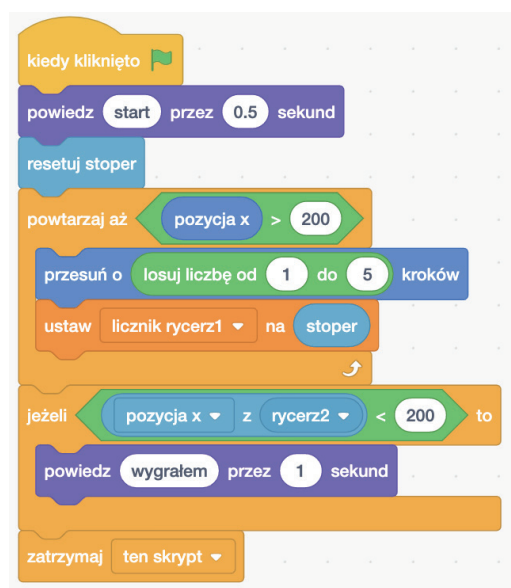 kiedy kliknięto
powiedz start przez 0.5 sekund
resetuj stoper
powtarzaj aż pozycja x > 200
przesuń o losuj liczbę od 1 do 5 kroków
ustaw licznik rycerz1 na stoper
jeżeli pozycja x z rycerz2 < 200 to
powiedz wygrałem przez 1 sekund
zatrzymaj ten skrypt